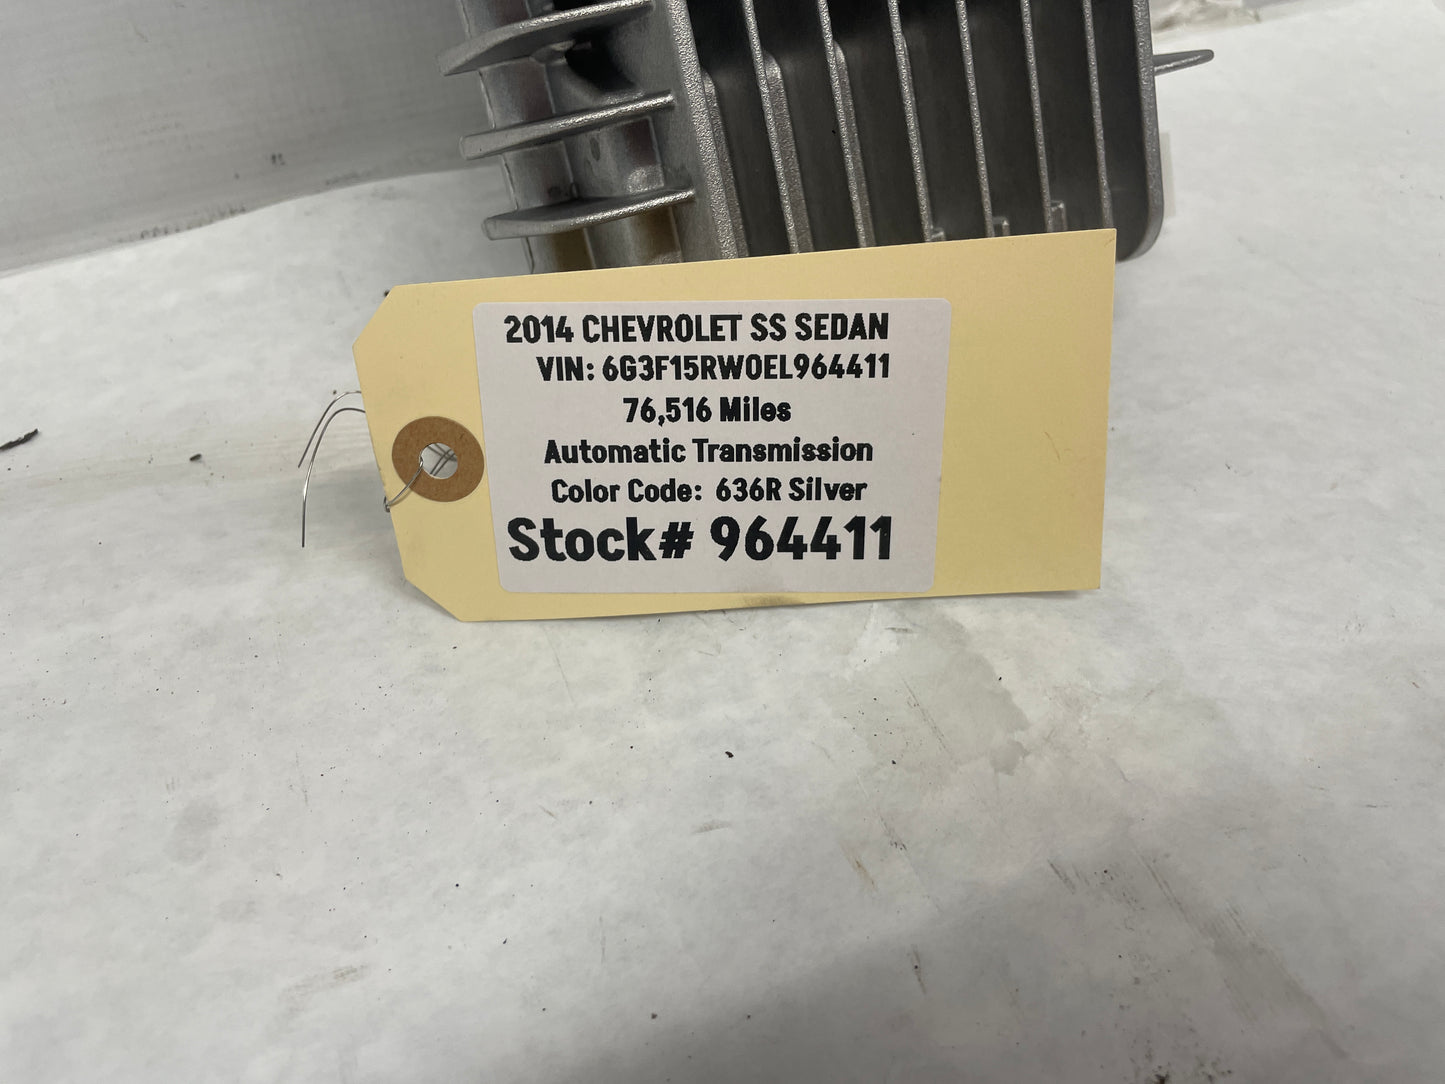 2014 CHEVROLET SS SEDAN
VIN: 6G3F15RW0EL964411
76,516 Miles
Automatic Transmission
Color Code: 636R Silver
Stock# 964411